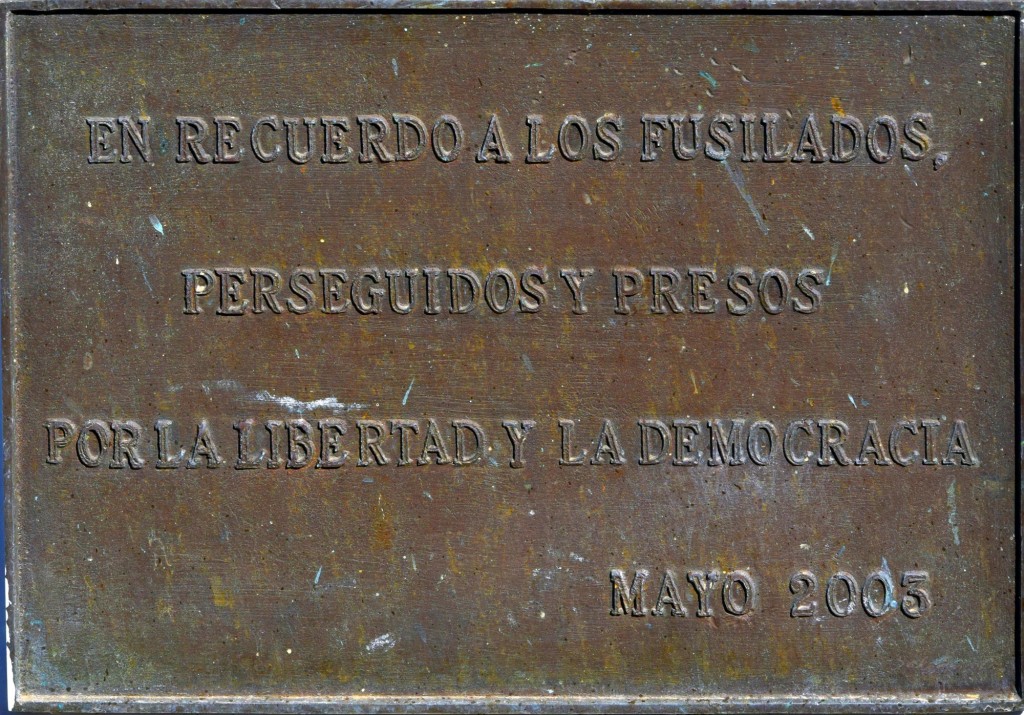 EN RECUERDO A LOS FUSILADOS,
PERSEGUIDOS Y PRESOS
POR LA LIBERTAD Y LA DEMOCRACIA
MAYO 2003